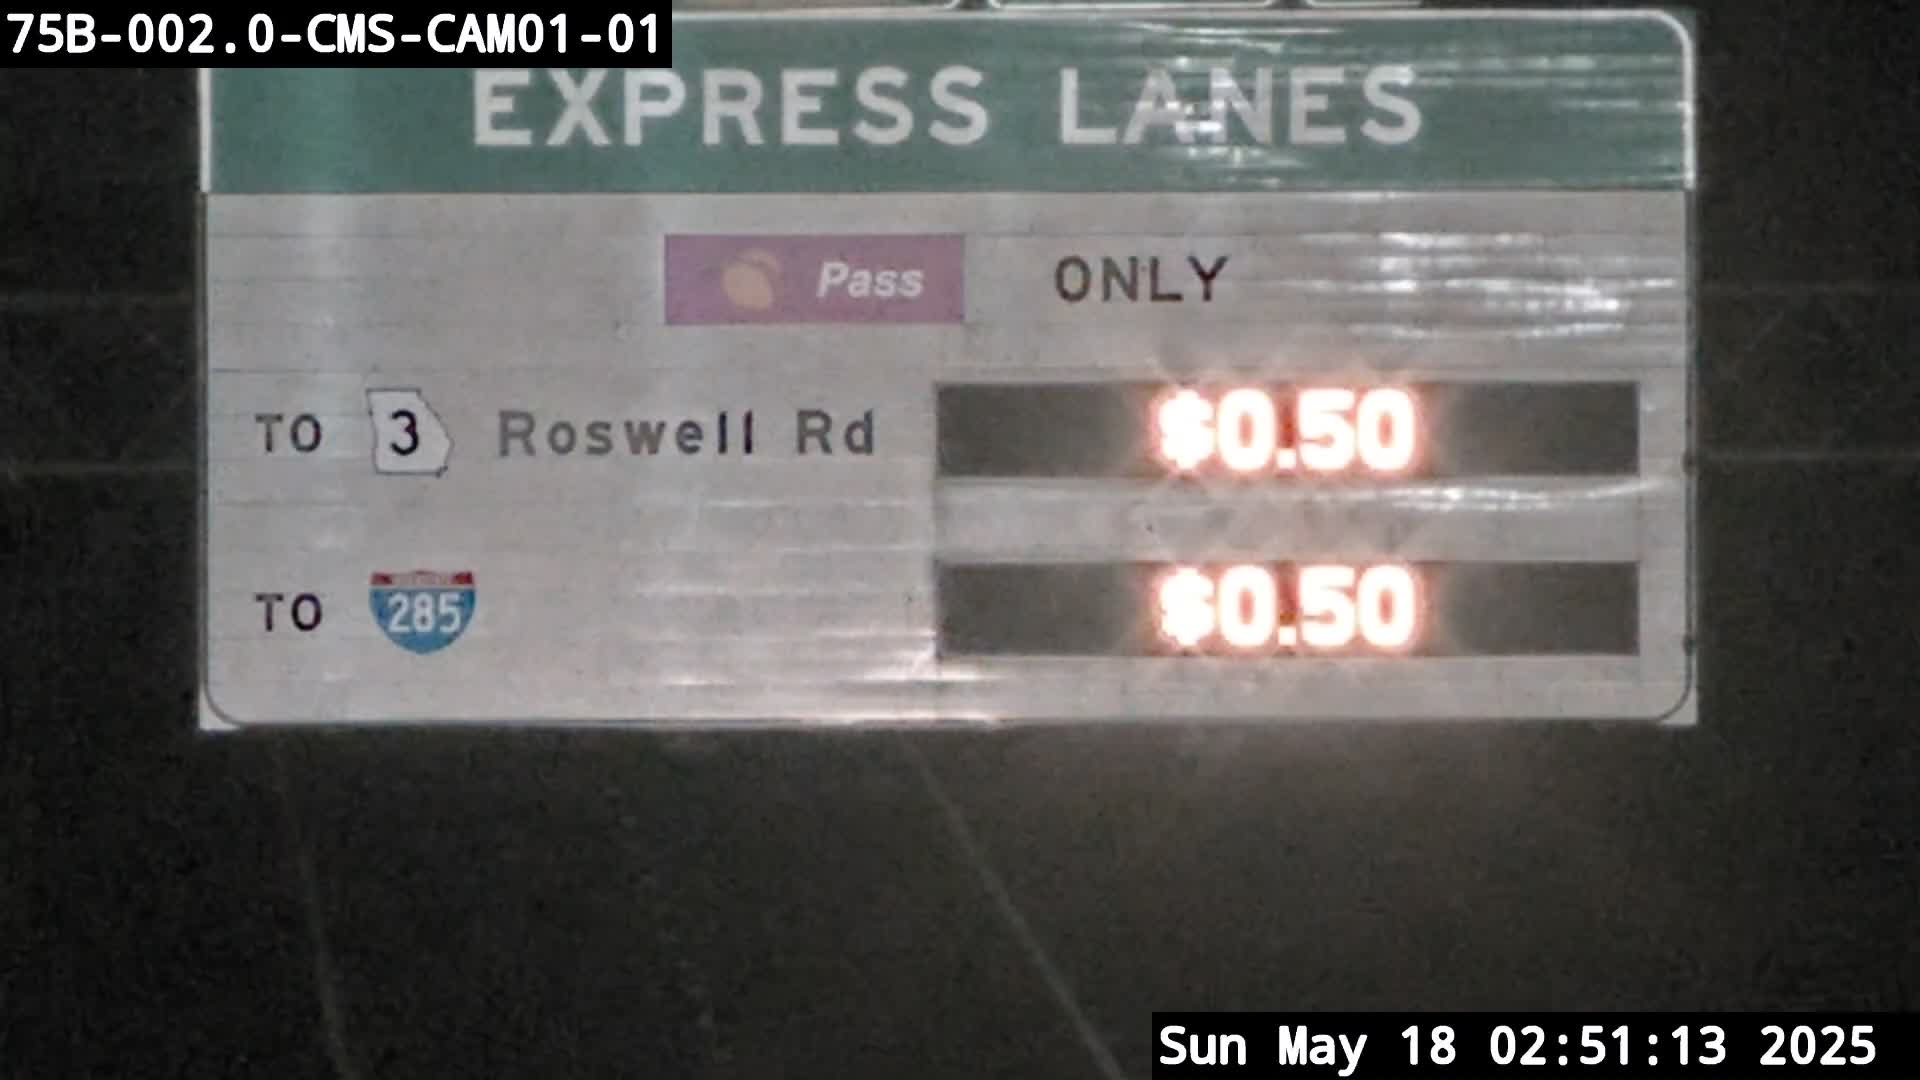 75B-002.0-CMS-CAM01-01
EXPRESS LANES
Pass ONLY
TO 3 Roswell Rd $0.50
TO 285 $0.50
Sun May 18 02:51:13 2025